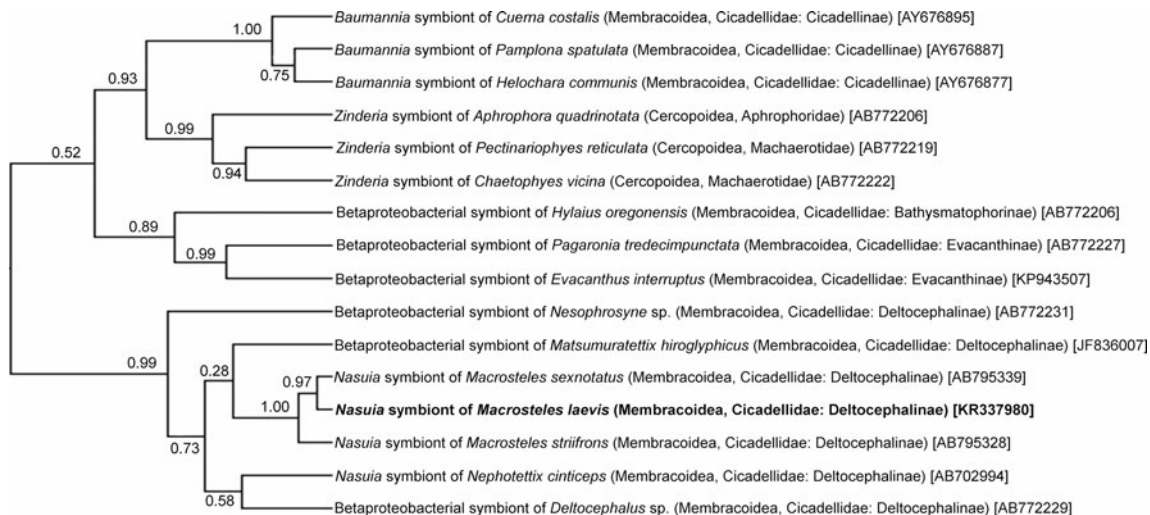 Baumannia symbiont of Cuerna costalis (Membracoidea, Cicadellidae: Cicadellinae) [AY676895]
1.00
Baumannia symbiont of Pamplona spatulata (Membracoidea, Cicadellidae: Cicadellinae) [AY676887]
0.93
0.75
Baumannia symbiont of Helochara communis (Membracoidea, Cicadellidae: Cicadellinae) [AY676877]
Zinderia symbiont of Aphrophora quadrinotata (Cercopoidea, Aphrophoridae) [AB772206]
0.99
Zinderia symbiont of Pectinariophyes reticulata (Cercopoidea, Machaerotidae) [AB772219]
0.52
0.94
Zinderia symbiont of Chaetophyes vicina (Cercopoidea, Machaerotidae) [AB772222]
Betaproteobacterial symbiont of Hylaius oregonensis (Membracoidea, Cicadellidae: Bathysmatophorinae) [AB772206]
0.89
Betaproteobacterial symbiont of Pagaronia tredecimpunctata (Membracoidea, Cicadellidae: Evacanthinae) [AB772227]
0.99
Betaproteobacterial symbiont of Evacanthus interruptus (Membracoidea, Cicadellidae: Evacanthinae) [KP943507]
Betaproteobacterial symbiont of Nesophrosyne sp. (Membracoidea, Cicadellidae: Deltocephalinae) [AB772231]
Betaproteobacterial symbiont of Matsumuratettix hiroglyphicus (Membracoidea, Cicadellidae: Deltocephalinae) [JF836007]
0.99
0.28
0.97
Nasuia symbiont of Macrosteles sexnotatus (Membracoidea, Cicadellidae: Deltocephalinae) [AB795339]
1.00
Nasuia symbiont of Macrosteles laevis (Membracoidea, Cicadellidae: Deltocephalinae) [KR337980]
0.73
Nasuia symbiont of Macrosteles striifrons (Membracoidea, Cicadellidae: Deltocephalinae) [AB795328]
Nasuia symbiont of Nephotettix cinticeps (Membracoidea, Cicadellidae: Deltocephalinae) [AB702994]
0.58
Betaproteobacterial symbiont of Deltocephalus sp. (Membracoidea, Cicadellidae: Deltocephalinae) [AB772229]